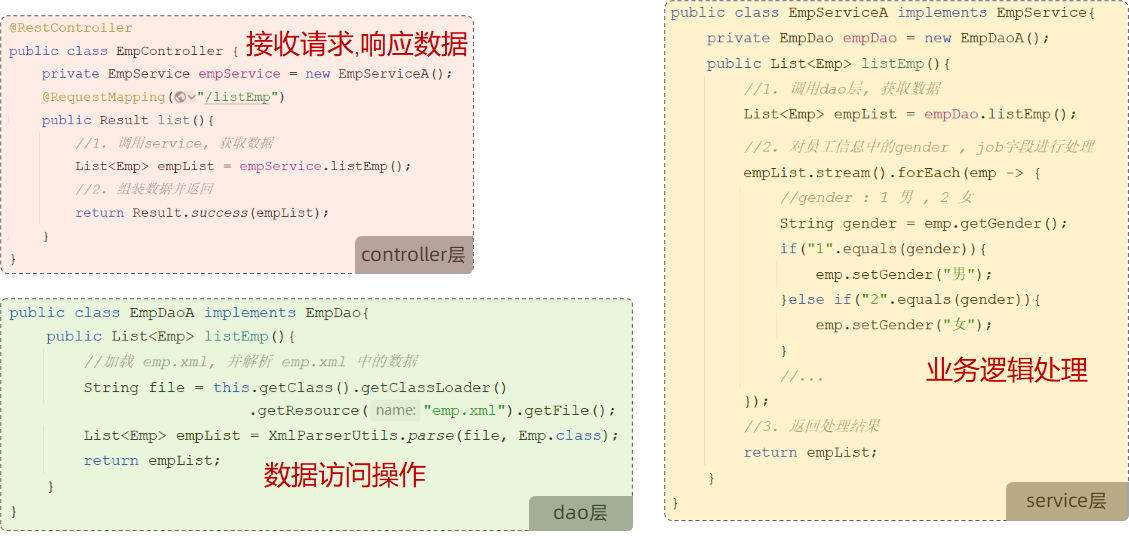 @RestController
public class EmpController {
接收请求,响应数据
    private EmpService empService = new EmpServiceA();
    @RequestMapping("/listEmp")
    public Result list(){
        //1. 调用service, 获取数据
        List<Emp> empList = empService.listEmp();
        //2. 组装数据并返回
        return Result.success(empList);
    }
}
controller层
public class EmpDaoA implements EmpDao{
    public List<Emp> listEmp(){
        //加载 emp.xml, 并解析 emp.xml 中的数据
        String file = this.getClass().getClassLoader()
                        .getResource( name: "emp.xml").getFile();
        List<Emp> empList = XmlParserUtils.parse(file, Emp.class);
        return empList;
数据访问操作
    }
}
dao层
public class EmpServiceA implements EmpService{
    private EmpDao empDao = new EmpDaoA();
    public List<Emp> listEmp(){
        //1. 调用dao层, 获取数据
        List<Emp> empList = empDao.listEmp();
        //2. 对员工信息中的gender , job字段进行处理
        empList.stream().forEach(emp -> {
            //gender : 1 男 , 2 女
            String gender = emp.getGender();
            if("1".equals(gender)){
                emp.setGender("男");
            }else if("2".equals(gender)){
                emp.setGender("女");
            }
业务逻辑处理
            //...
        });
        //3. 返回处理结果
        return empList;
    }
}
service层